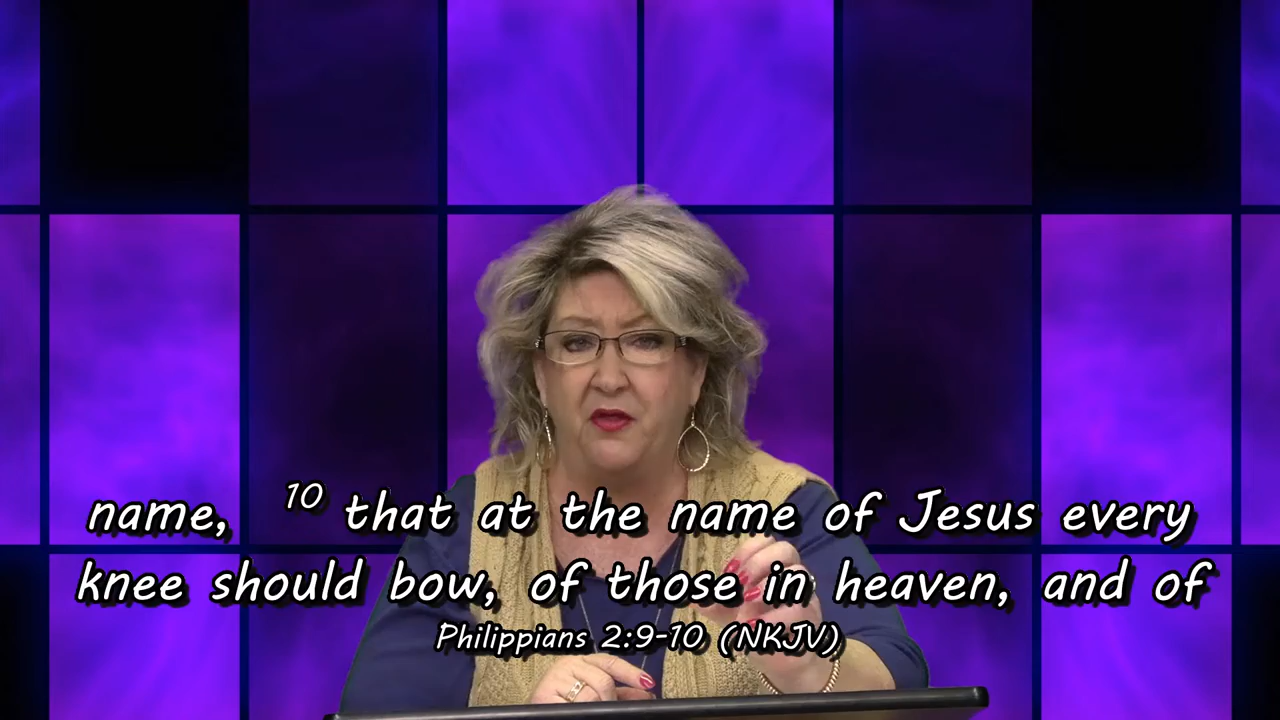 name, 10 that at the name of Jesus every
knee should bow, of those in heaven, and of
Philippians 2:9-10 (NKJV)